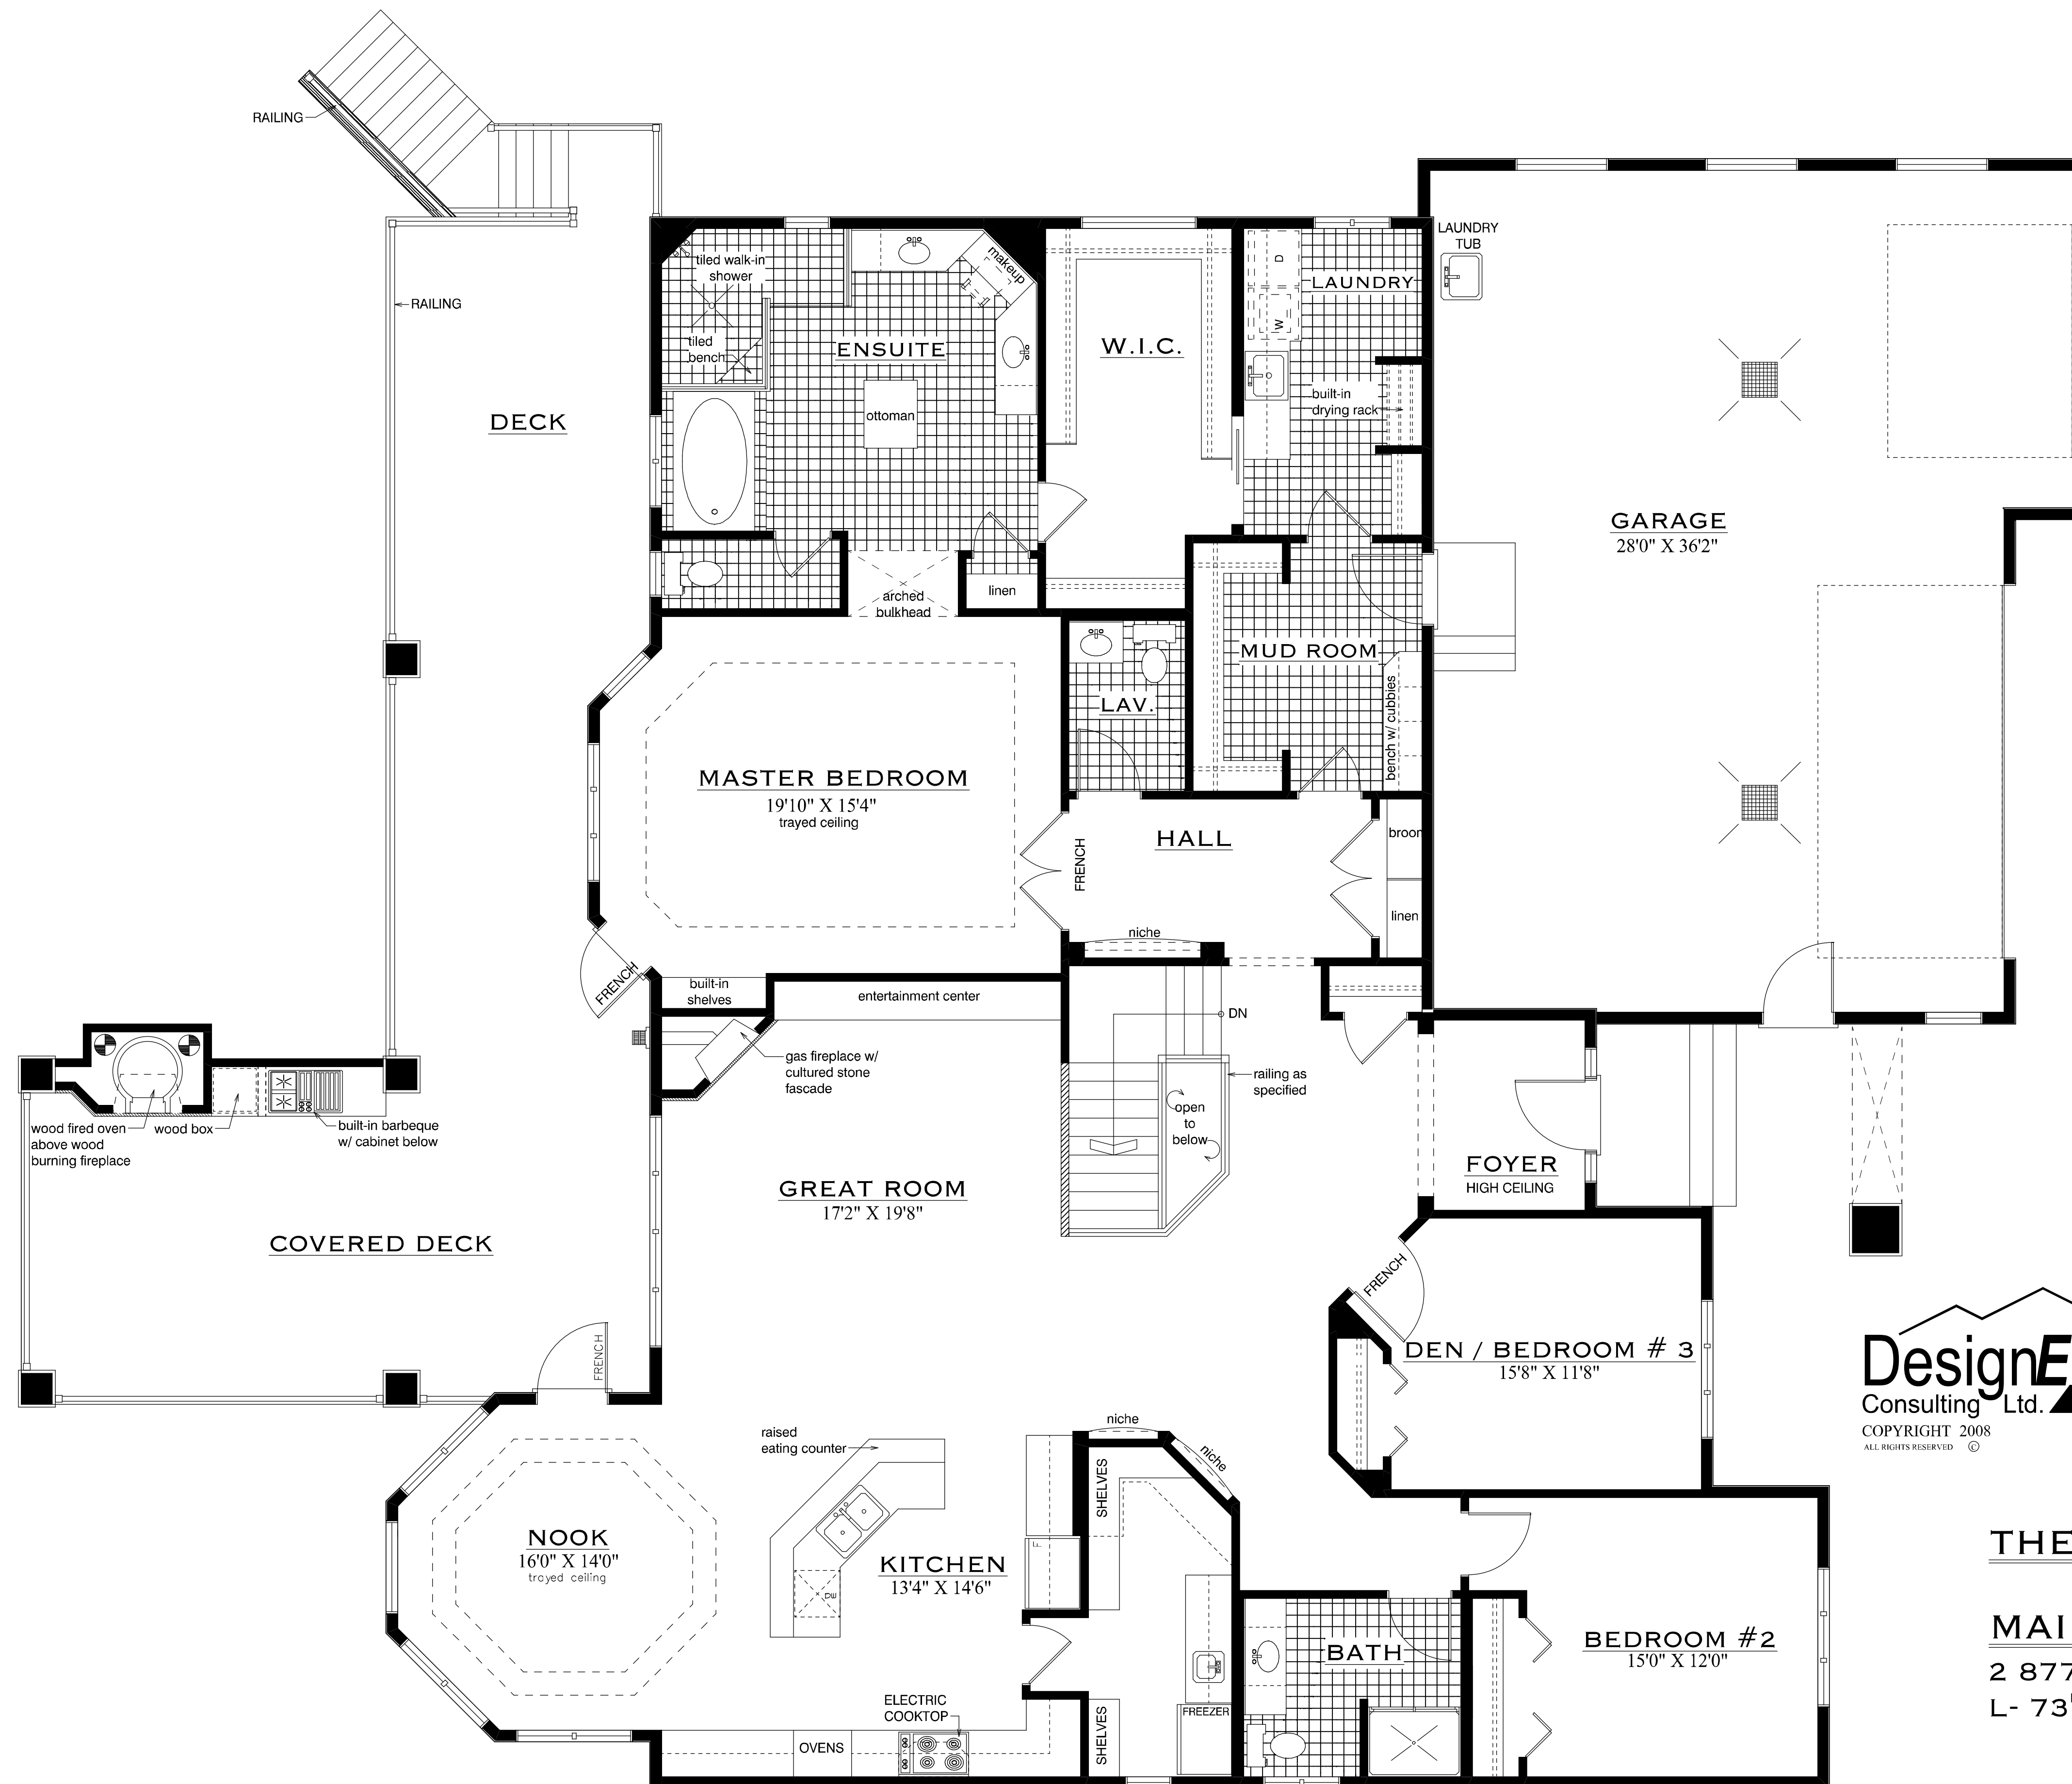 RAILING
RAILING
DECK
tiled walk-in
shower
tiled
bench
makeup
ENSUITE
ottoman
W.I.C.
D
W
LAUNDRY
built-in
drying rack
LAUNDRY
TUB
GARAGE
28'0" X 36'2"
arched
bulkhead
linen
LAV.
MUD ROOM
bench w/ cubbies
MASTER BEDROOM
19'10" X 15'4"
trayed ceiling
FRENCH
HALL
broom
linen
niche
FRENCH
built-in
shelves
entertainment center
DN
gas fireplace w/
cultured stone
fascade
railing as
specified
open
to
below
wood fired oven
above wood
burning fireplace
wood box
built-in barbeque
w/ cabinet below
GREAT ROOM
17'2" X 19'8"
FOYER
HIGH CEILING
COVERED DECK
FRENCH
FRENCH
DEN / BEDROOM # 3
15'8" X 11'8"
DesignE
Consulting Ltd.
COPYRIGHT 2008
ALL RIGHTS RESERVED ©
raised
eating counter
niche
niche
SHELVES
F
NOOK
16'0" X 14'0"
trayed ceiling
KITCHEN
13'4" X 14'6"
ELECTRIC
COOKTOP
OVENS
SHELVES
FREEZER
BATH
BEDROOM #2
15'0" X 12'0"
THE
MAI
2 877
L- 73'